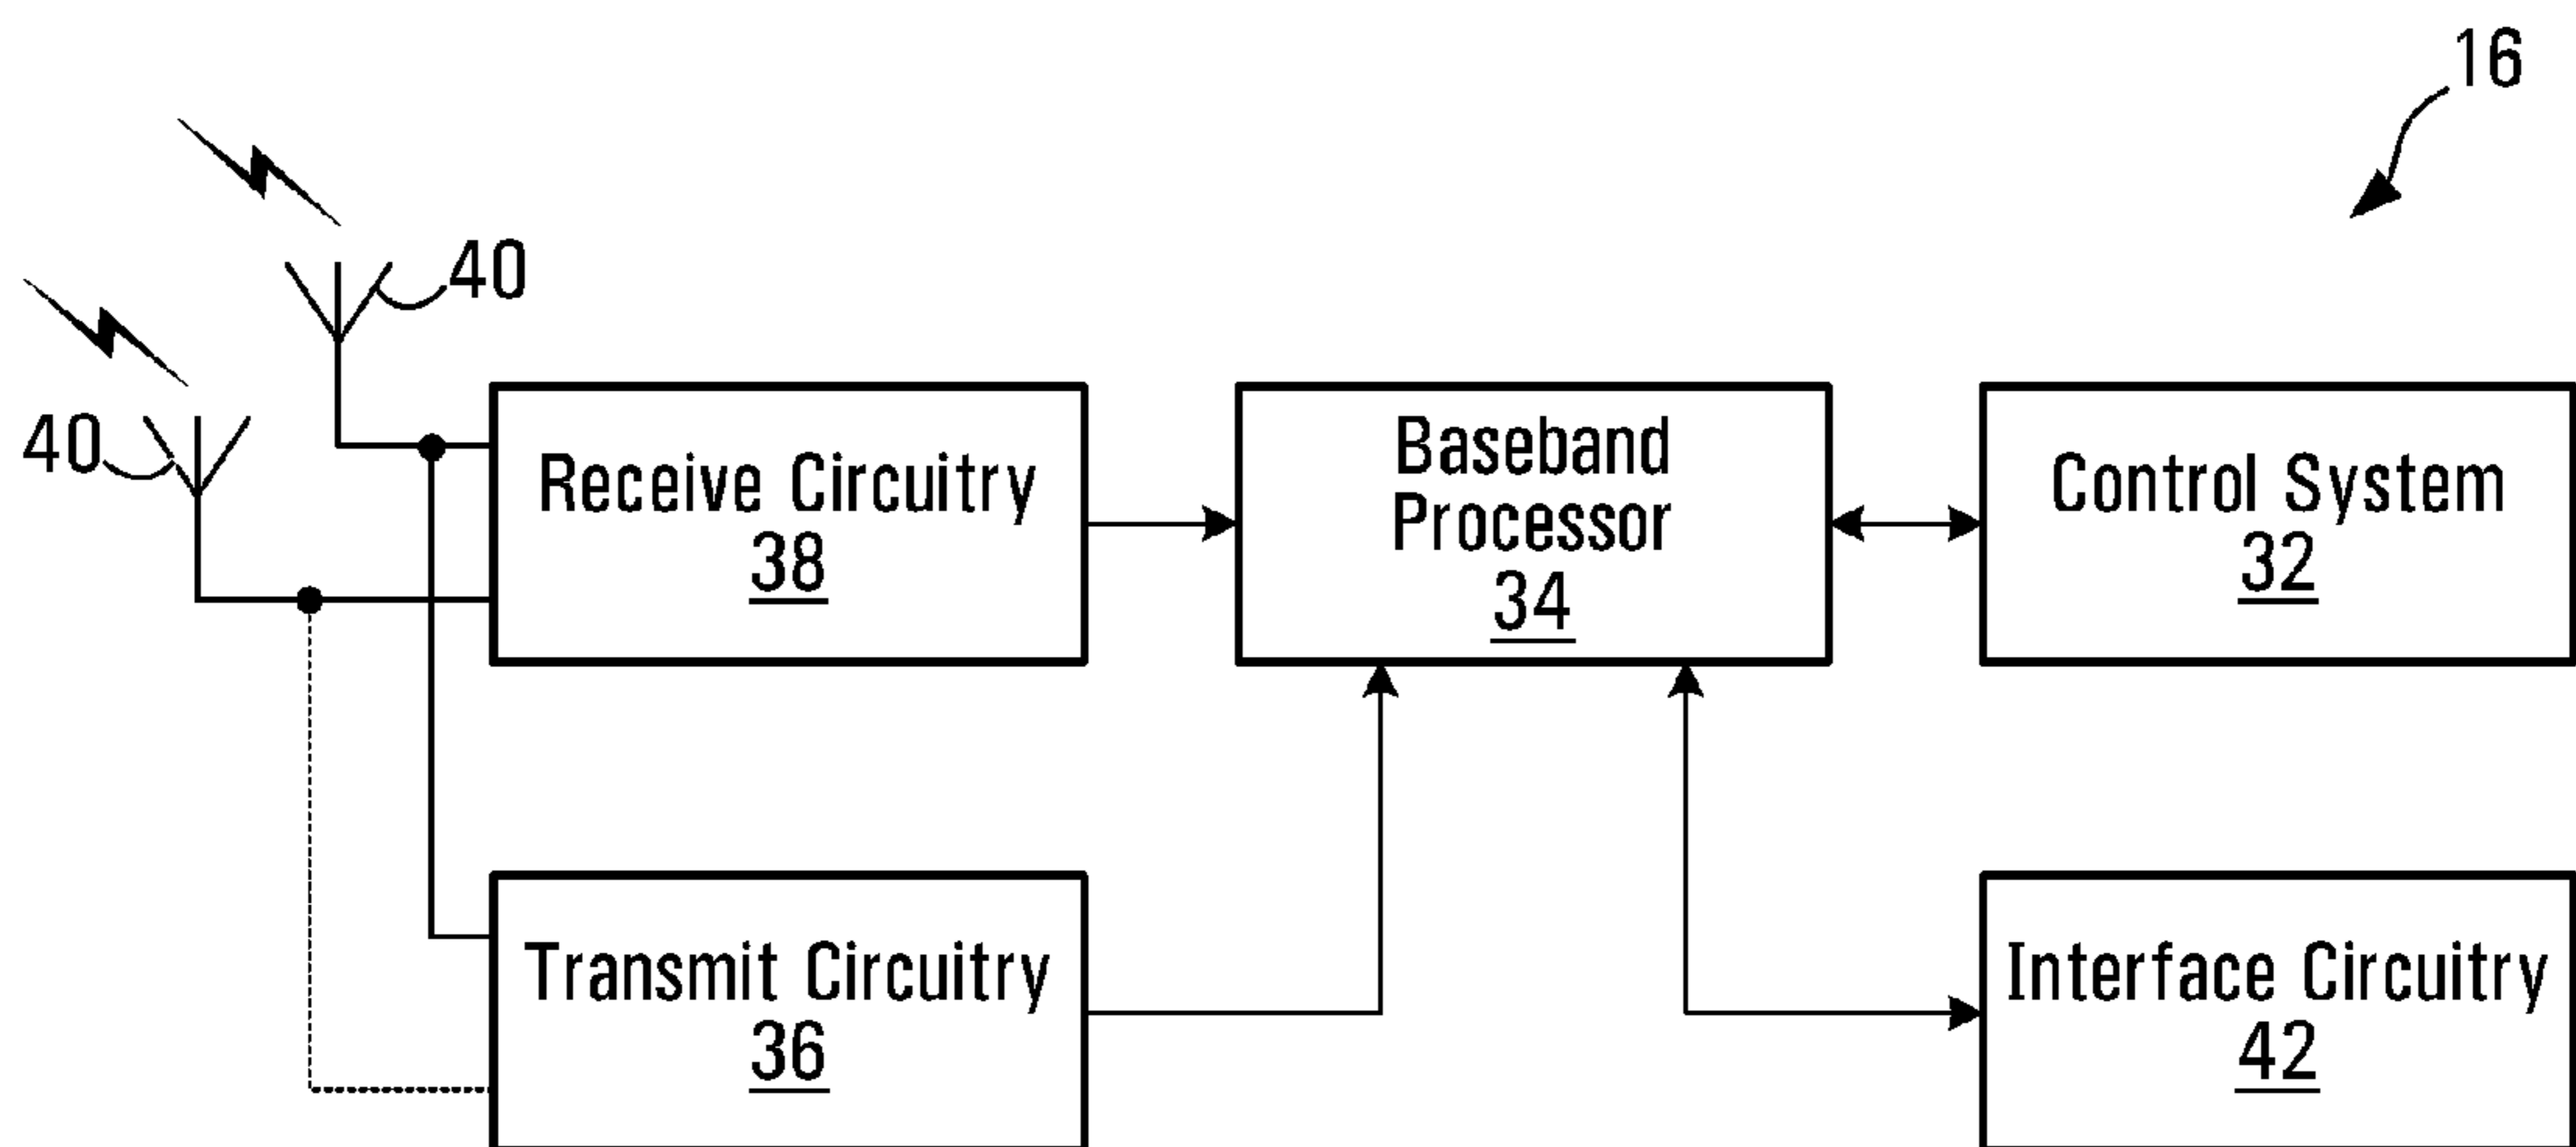 16
40
40
Receive Circuitry
38
Baseband
Processor
34
Control System
32
Transmit Circuitry
36
Interface Circuitry
42